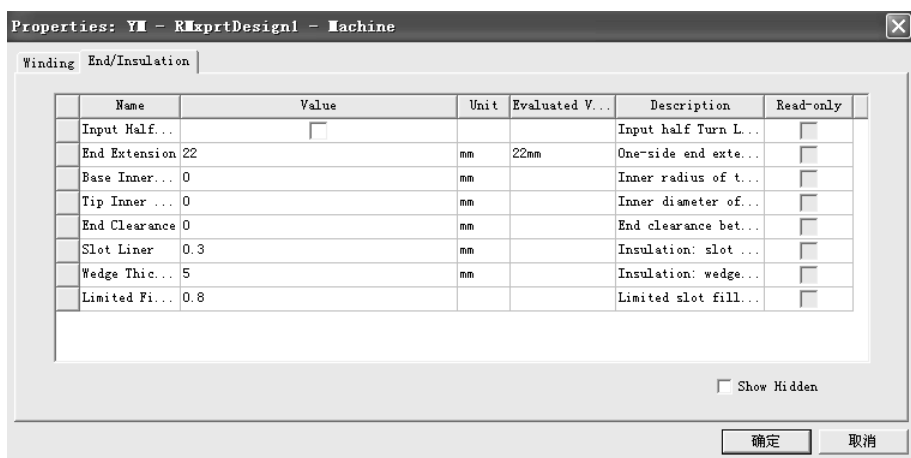 Properties: YM - RMxprtDesign1 - Machine
Winding End/Insulation
Name Value Unit Evaluated V... Description Read-only
Input Half... Input half Turn L...
End Extension 22 mm 22mm One-side end exte...
Base Inner... 0 mm Inner radius of t...
Tip Inner ... 0 mm Inner diameter of...
End Clearance 0 mm End clearance bet...
Slot Liner 0.3 mm Insulation: slot ...
Wedge Thic... 5 mm Insulation: wedge...
Limited Fi... 0.8 Limited slot fill...
Show Hidden
确定 取消